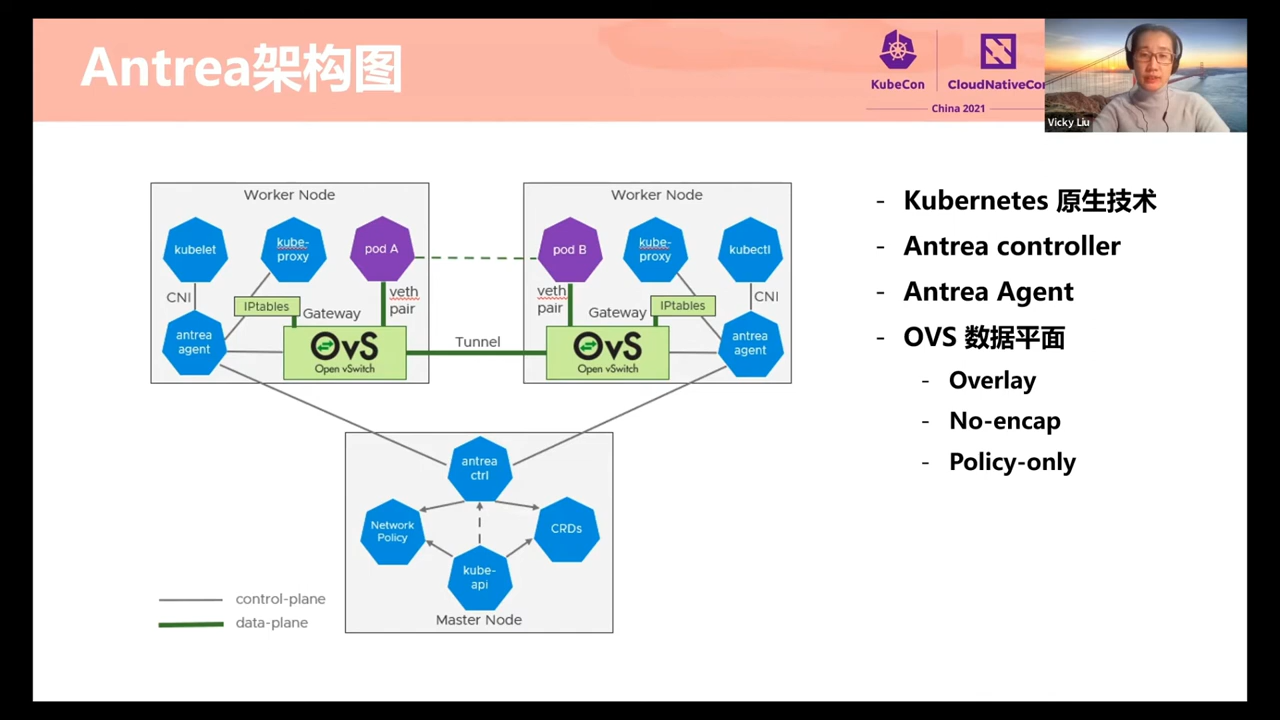 Antrea架构图
KubeCon
CloudNativeCon
China 2021
Vicky Liu
Worker Node
kubelet
kube-
proxy
pod A
CNI
IPtables
Gateway
veth
pair
antrea
agent
OvS
Open vSwitch
Tunnel
Worker Node
pod B
kube-
proxy
kubectl
veth
pair
Gateway
IPtables
CNI
OvS
Open vSwitch
antrea
agent
antrea
ctrl
Network
Policy
CRDs
kube-
api
Master Node
control-plane
data-plane
- Kubernetes 原生技术
- Antrea controller
- Antrea Agent
- OVS 数据平面
- Overlay
- No-encap
- Policy-only